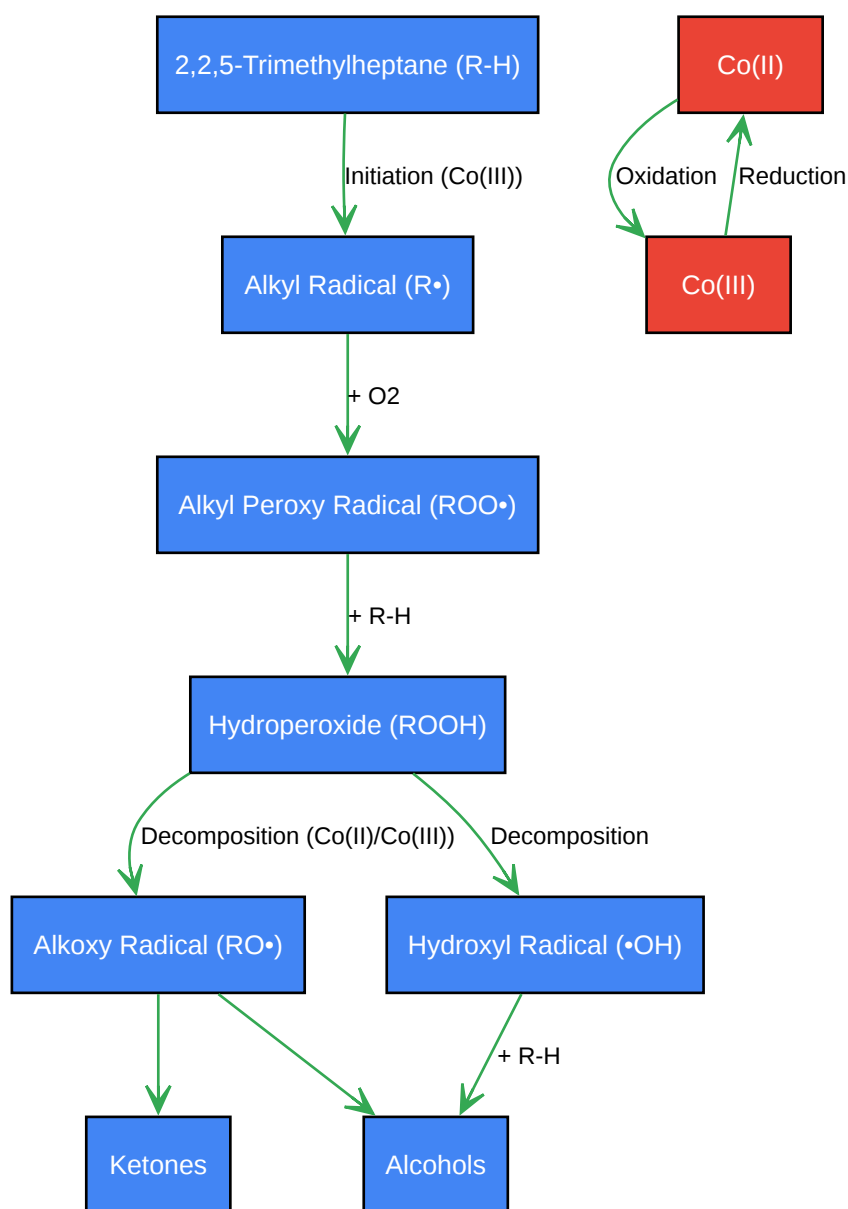 2,2,5-Trimethylheptane (R-H)
Co(II)
Initiation (Co(III))
Oxidation
Reduction
Alkyl Radical (R•)
Co(III)
+ O2
Alkyl Peroxy Radical (ROO•)
+ R-H
Hydroperoxide (ROOH)
Decomposition (Co(II)/Co(III))
Decomposition
Alkoxy Radical (RO•)
Hydroxyl Radical (•OH)
+ R-H
Ketones
Alcohols